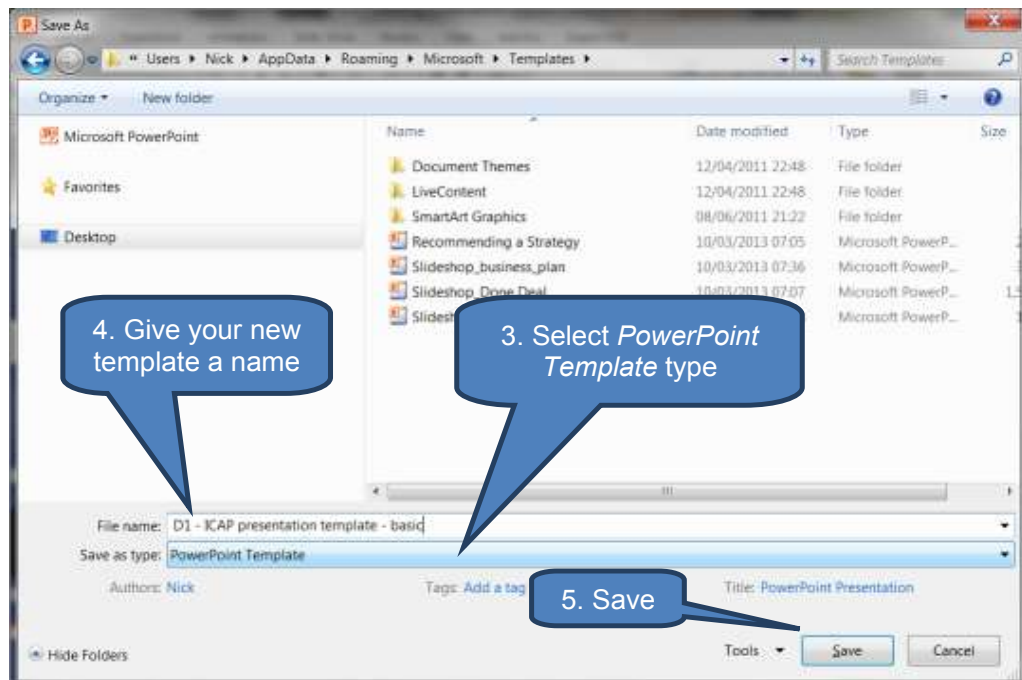 Save As
« Users ▸ Nick ▸ AppData ▸ Roaming ▸ Microsoft ▸ Templates ▸ Search Templates
Organize New folder
Microsoft PowerPoint
Favorites
Desktop
Name Date modified Type Size
Document Themes 12/04/2011 22:48 File folder
LiveContent 12/04/2011 22:48 File folder
SmartArt Graphics 08/06/2011 21:22 File folder
Recommending a Strategy 10/03/2013 07:05 Microsoft PowerP...
Slideshop_business_plan 10/03/2013 07:36 Microsoft PowerP...
Slideshop_Done Deal 10/03/2013 07:07 Microsoft PowerP...
Microsoft PowerP...
4. Give your new
template a name
3. Select PowerPoint
Template type
File name: D1 - ICAP presentation template - basic
Save as type: PowerPoint Template
Authors: Nick Tags: Add a tag Title: PowerPoint Presentation
5. Save
Hide Folders Tools Save Cancel